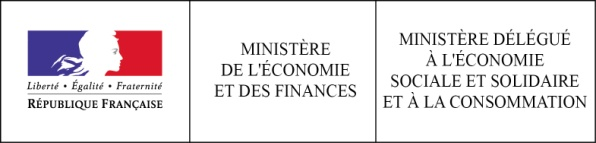 Liberté • Égalité • Fraternité
RÉPUBLIQUE FRANÇAISE
MINISTÈRE
DE L'ÉCONOMIE
ET DES FINANCES
MINISTÈRE DÉLÉGUÉ
À L'ÉCONOMIE
SOCIALE ET SOLIDAIRE
ET À LA CONSOMMATION